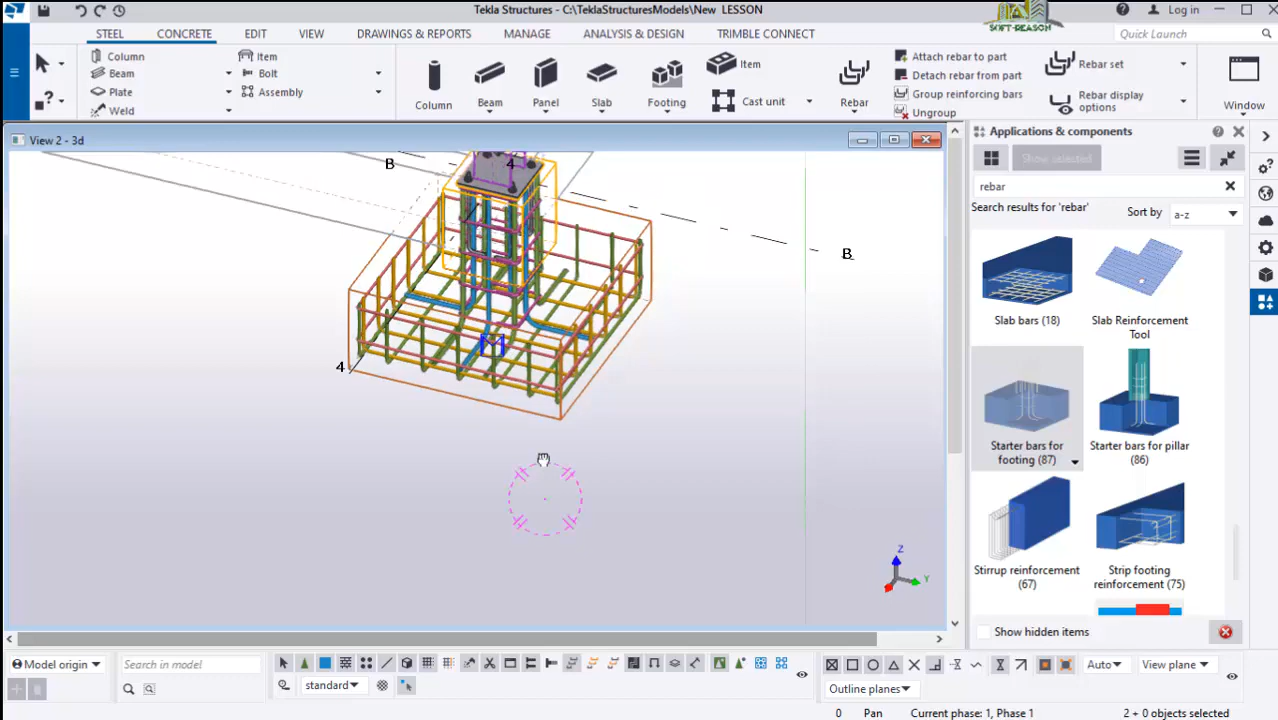 Tekla Structures - C:\TeklaStructuresModels\New LESSON
SOFT-REASON
Log in
STEEL CONCRETE EDIT VIEW DRAWINGS & REPORTS MANAGE ANALYSIS & DESIGN TRIMBLE CONNECT
Quick Launch
Column
Beam
Plate
Weld
Item
Bolt
Assembly
Column
Beam
Panel
Slab
Footing
Item
Cast unit
Rebar
Attach rebar to part
Detach rebar from part
Group reinforcing bars
Ungroup
Rebar set
Rebar display
options
Window
View 2 - 3d
B
4
B
4
Z
Y
Applications & components
Show selected
rebar
Search results for 'rebar'
Sort by
a-z
Slab bars (18)
Slab Reinforcement
Tool
Starter bars for
footing (87)
Starter bars for pillar
(86)
Stirrup reinforcement
(67)
Strip footing
reinforcement (75)
Show hidden items
Model origin
Search in model
standard
Auto
View plane
Outline planes
0
Pan
Current phase: 1, Phase 1
2 + 0 objects selected